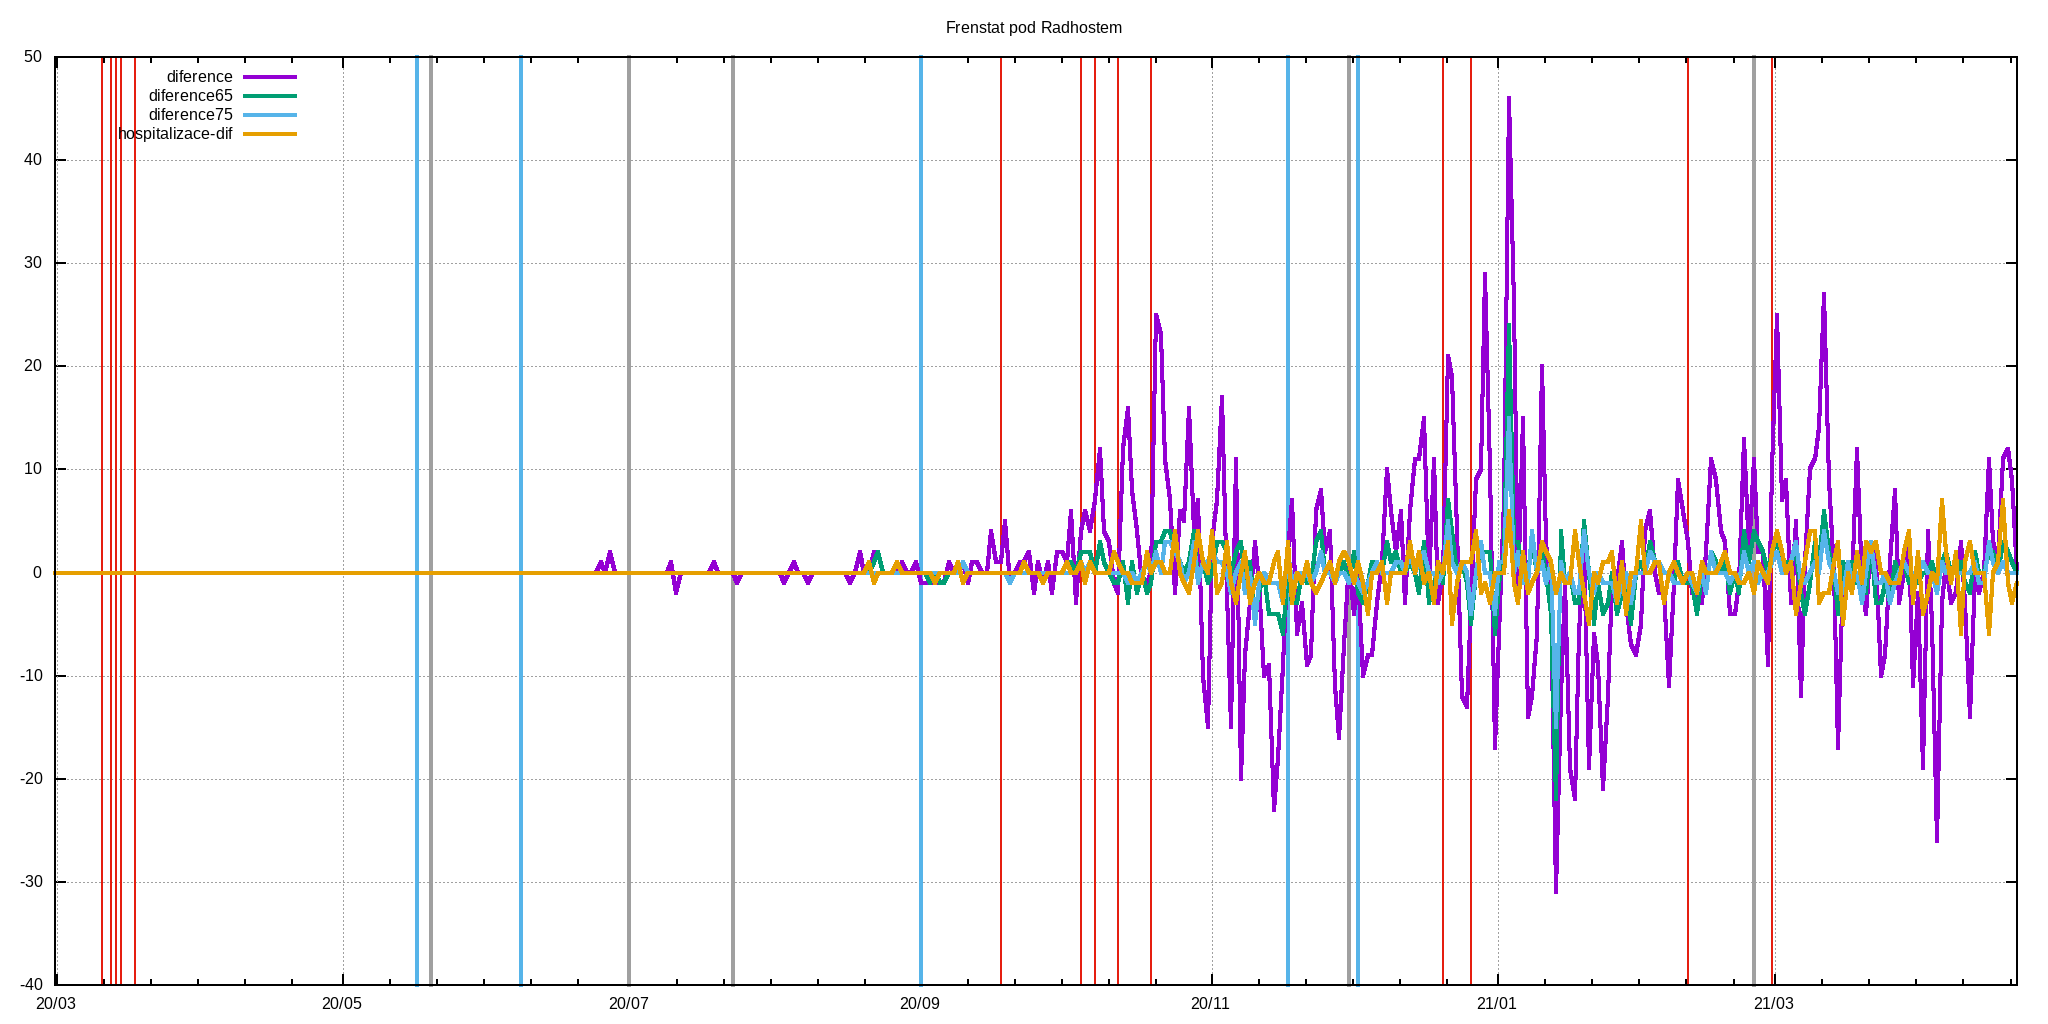 Frenstat pod Radhostem
50
40
30
20
10
0
-10
-20
-30
-40
diference
diference65
diference75
hospitalizace-dif
20/03 20/05 20/07 20/09 20/11 21/01 21/03